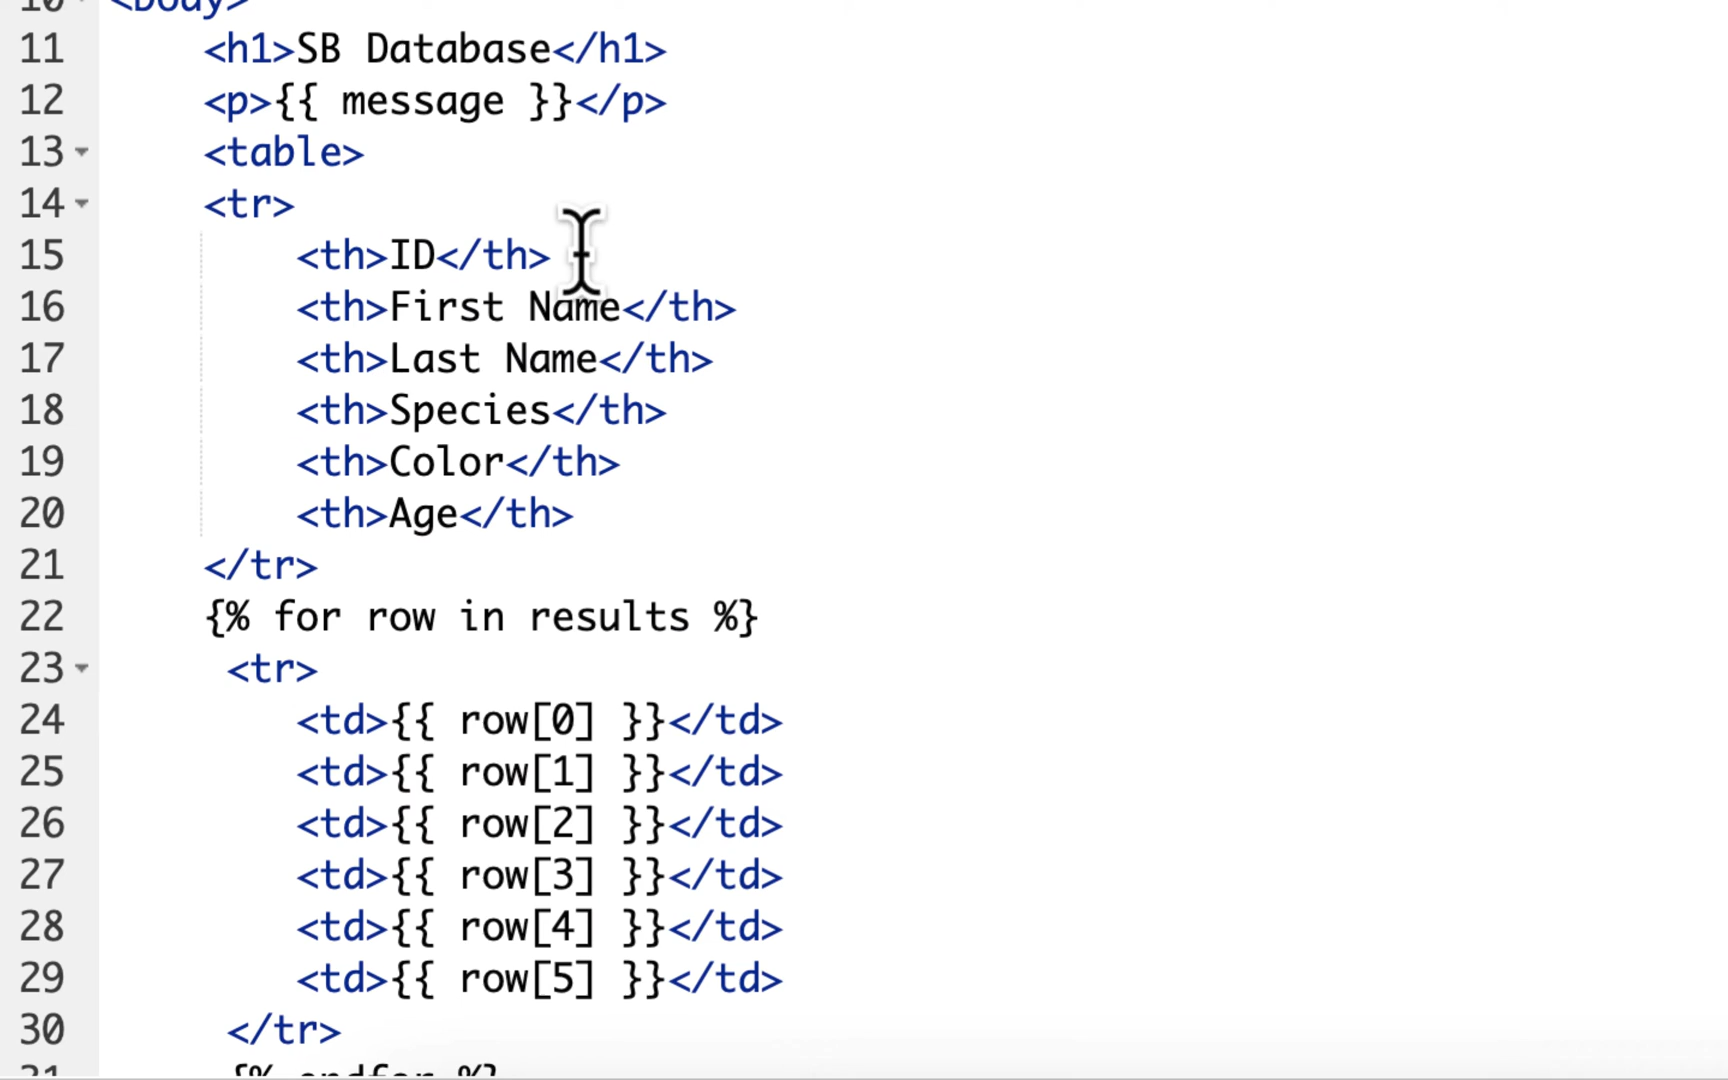 10 <body>
11 <h1>SB Database</h1>
12 <p>{{ message }}</p>
13 <table>
14 <tr>
15 <th>ID</th>
16 <th>First Name</th>
17 <th>Last Name</th>
18 <th>Species</th>
19 <th>Color</th>
20 <th>Age</th>
21 </tr>
22 {% for row in results %}
23 <tr>
24 <td>{{ row[0] }}</td>
25 <td>{{ row[1] }}</td>
26 <td>{{ row[2] }}</td>
27 <td>{{ row[3] }}</td>
28 <td>{{ row[4] }}</td>
29 <td>{{ row[5] }}</td>
30 </tr>
31 {% endfor %}